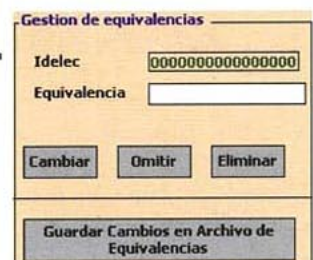 Gestion de equivalencias
Idelec 0000000000000000
Equivalencia
Cambiar Omitir Eliminar
Guardar Cambios en Archivo de
Equivalencias